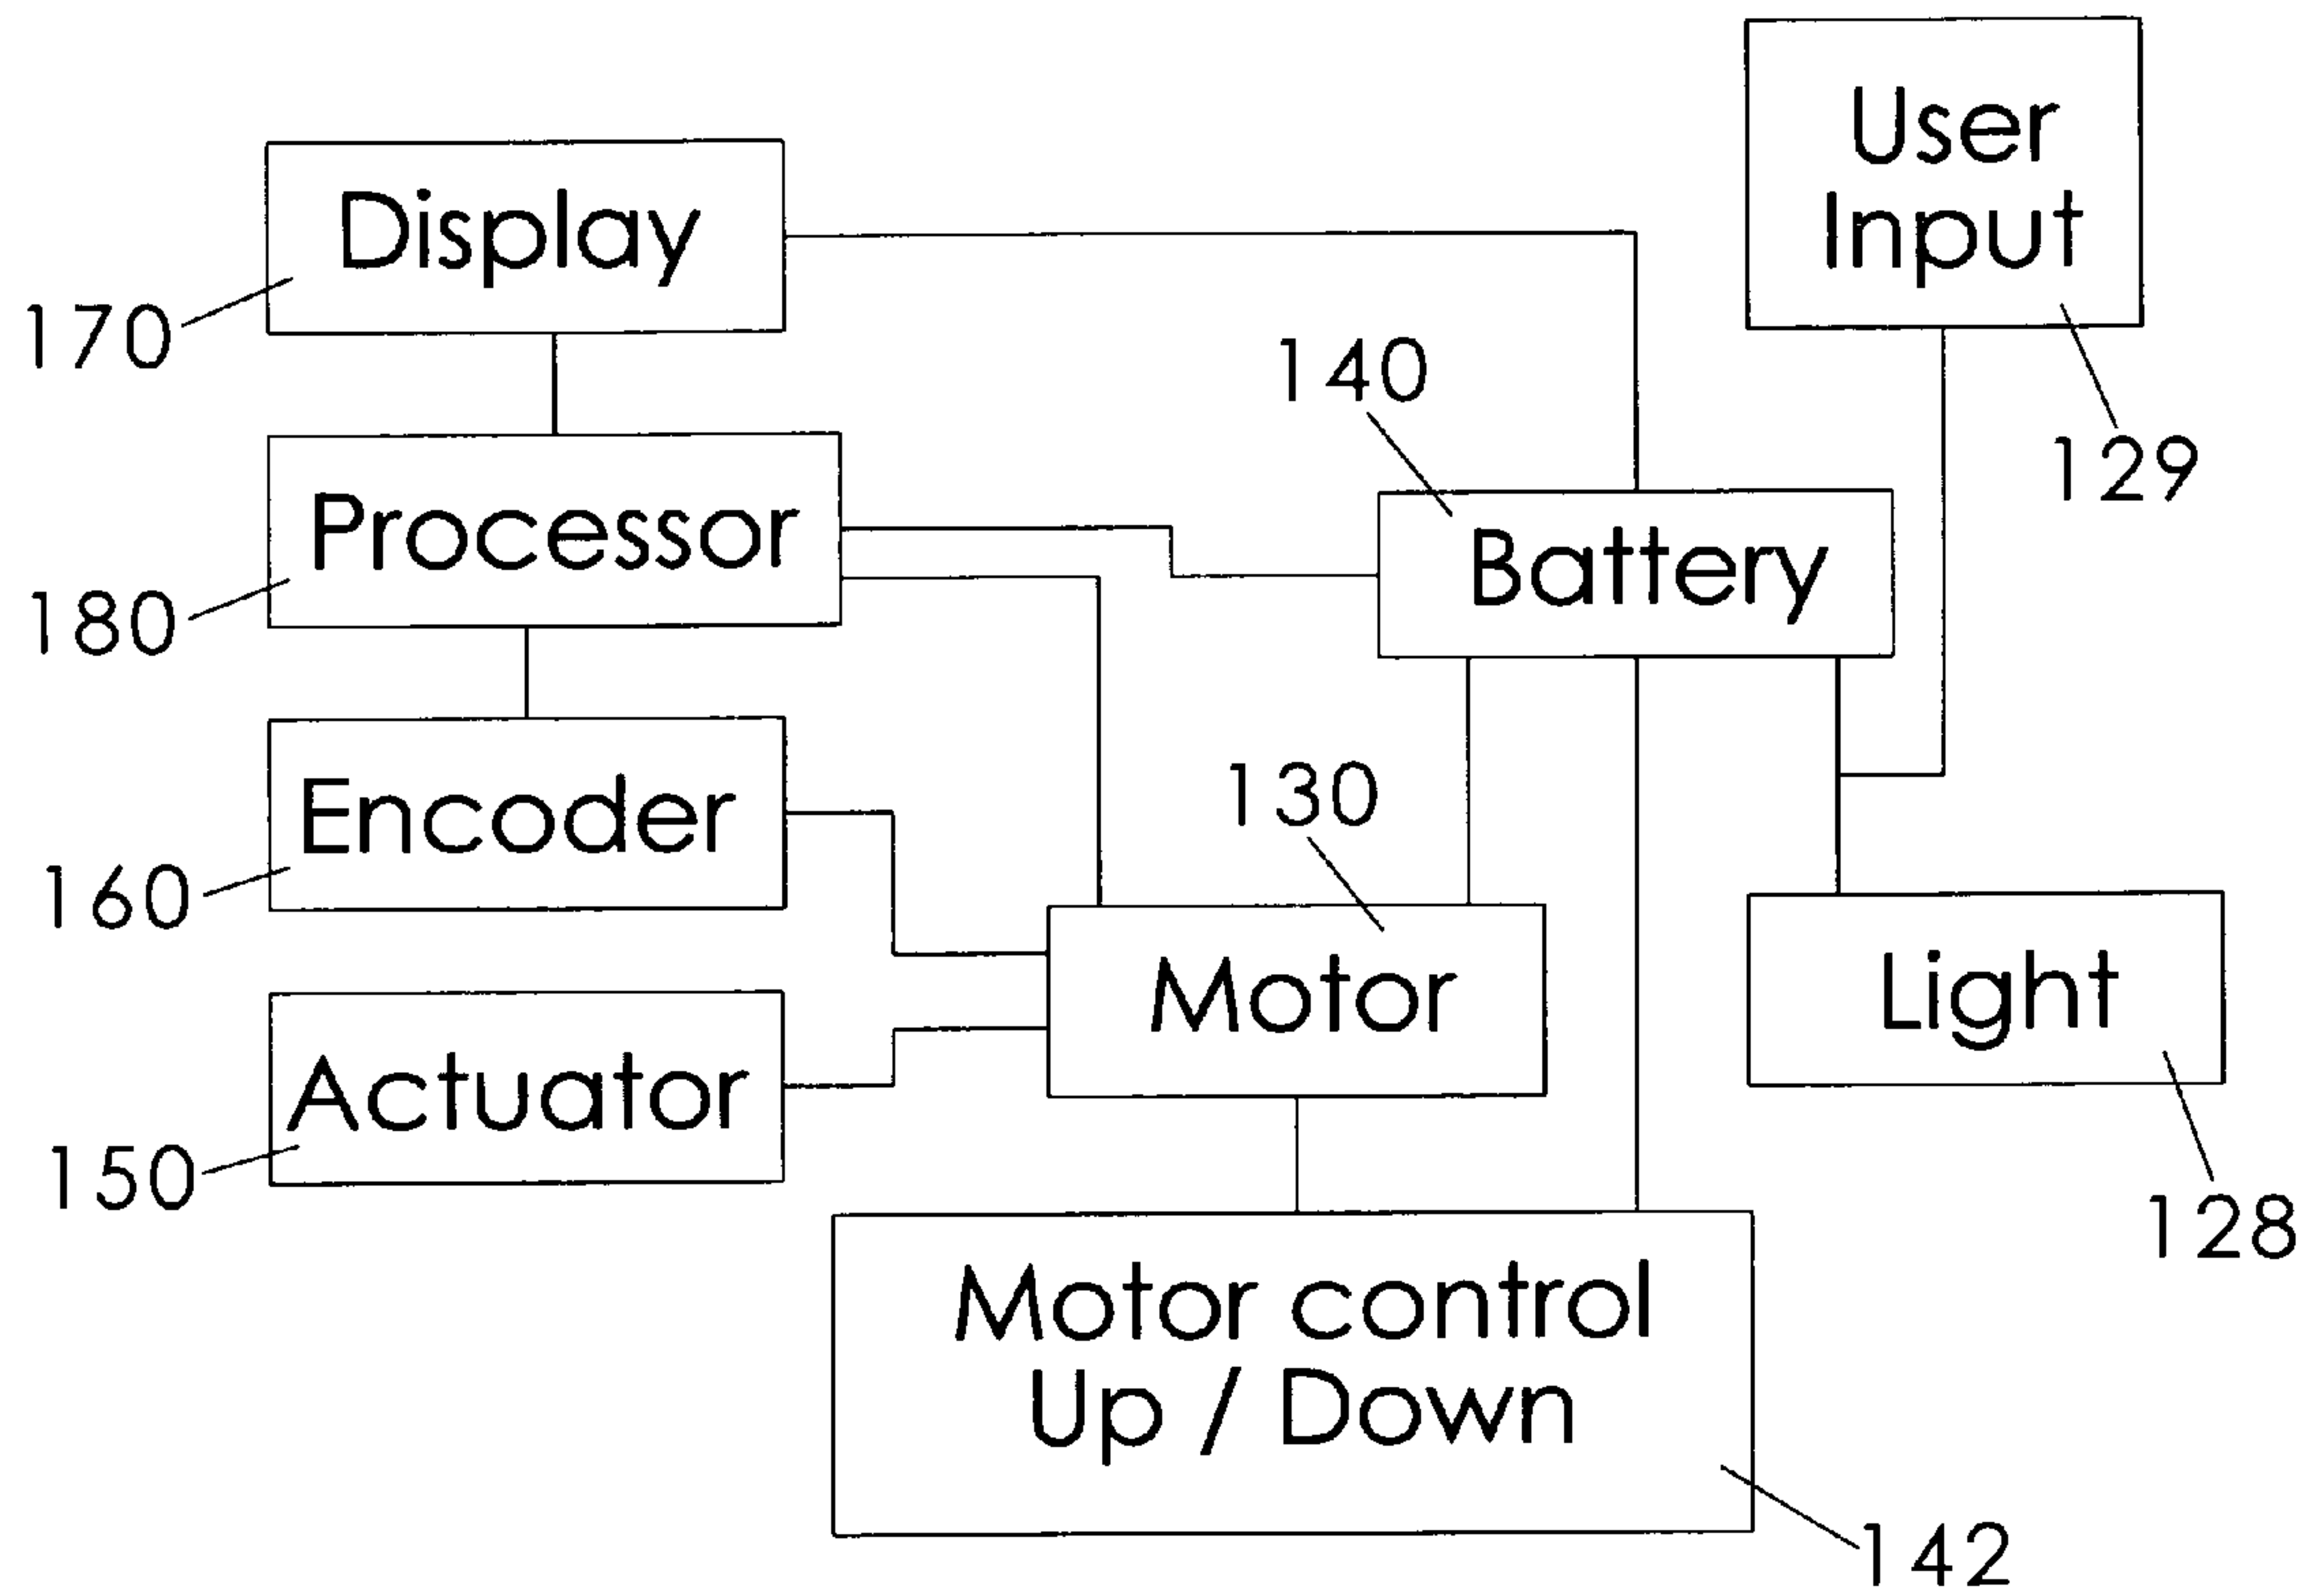 User
Input
129
Display
170
140
Battery
Processor
180
Encoder
160
130
Motor
Light
128
Actuator
150
Motor control
Up / Down
142